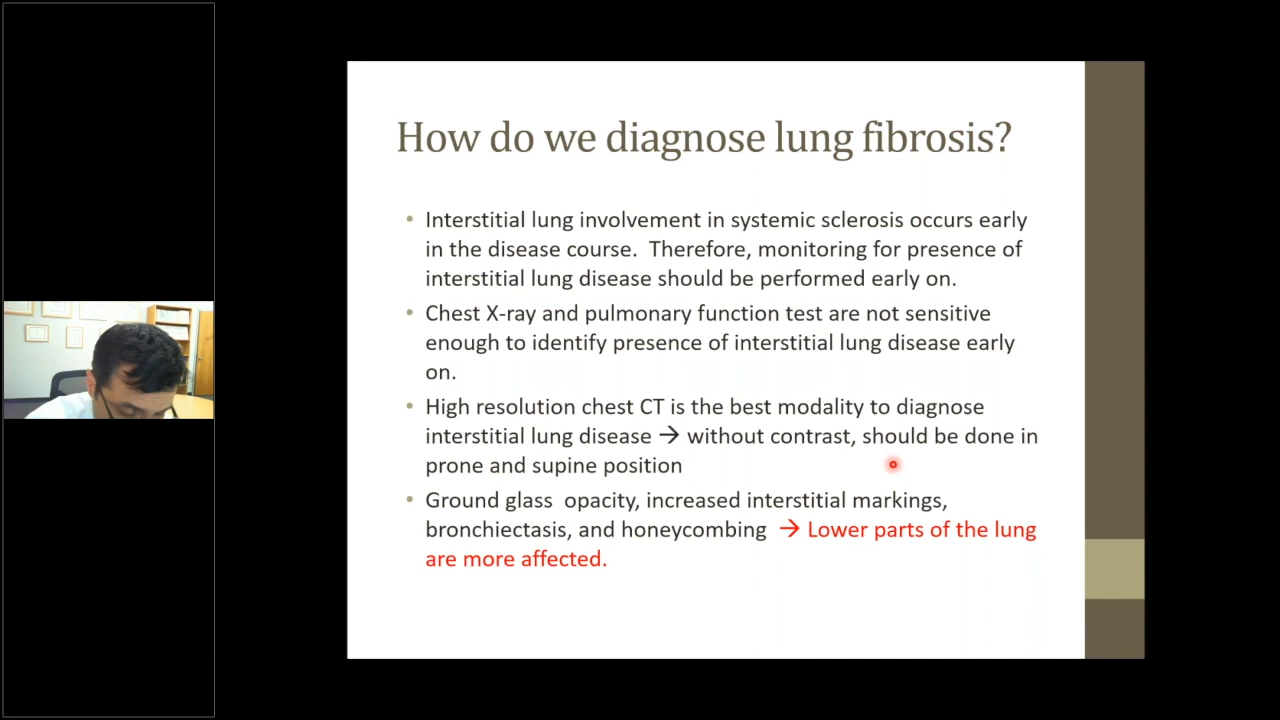 How do we diagnose lung fibrosis?
• Interstitial lung involvement in systemic sclerosis occurs early
in the disease course.  Therefore, monitoring for presence of
interstitial lung disease should be performed early on.
• Chest X-ray and pulmonary function test are not sensitive
enough to identify presence of interstitial lung disease early
on.
• High resolution chest CT is the best modality to diagnose
interstitial lung disease → without contrast, should be done in
prone and supine position
• Ground glass  opacity, increased interstitial markings,
bronchiectasis, and honeycombing  → Lower parts of the lung
are more affected.